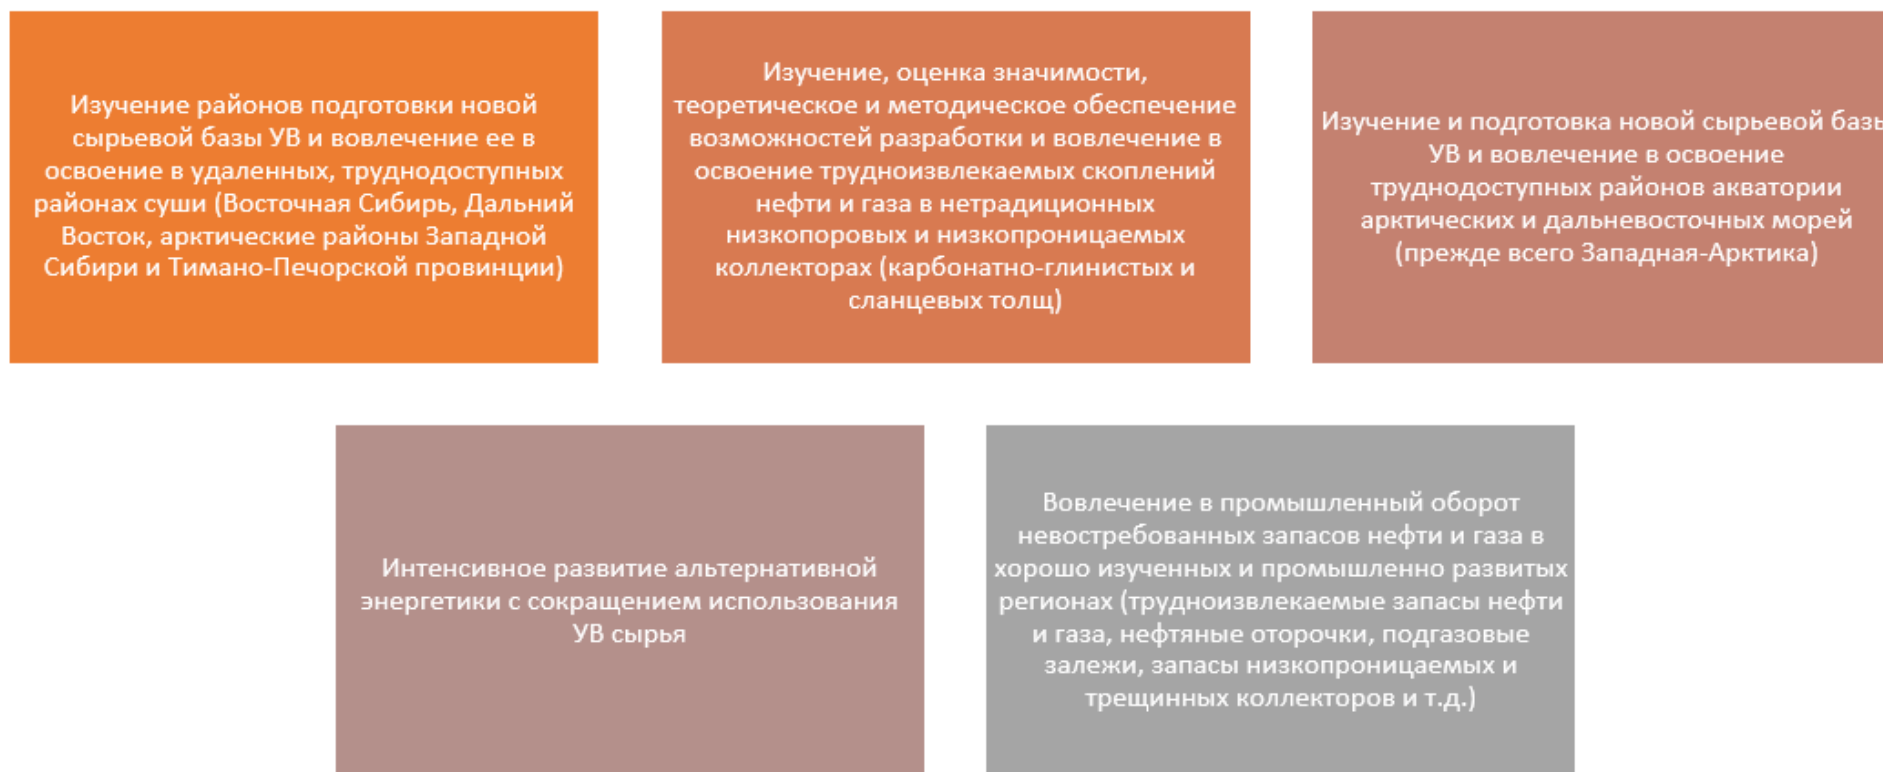 Изучение районов подготовки новой
сырьевой базы УВ и вовлечение ее в
освоение в удаленных, труднодоступных
районах суши (Восточная Сибирь, Дальний
Восток, арктические районы Западной
Сибири и Тимано-Печорской провинции)
Изучение, оценка значимости,
теоретическое и методическое обеспечение
возможностей разработки и вовлечение в
освоение трудноизвлекаемых скоплений
нефти и газа в нетрадиционных
низкопоровых и низкопроницаемых
коллекторах (карбонатно-глинистых и
сланцевых толщ)
Изучение и подготовка новой сырьевой базы
УВ и вовлечение в освоение
труднодоступных районов акватории
арктических и дальневосточных морей
(прежде всего Западная-Арктика)
Интенсивное развитие альтернативной
энергетики с сокращением использования
УВ сырья
Вовлечение в промышленный оборот
невостребованных запасов нефти и газа в
хорошо изученных и промышленно развитых
регионах (трудноизвлекаемые запасы нефти
и газа, нефтяные оторочки, подгазовые
залежи, запасы низкопроницаемых и
трещинных коллекторов и т.д.)